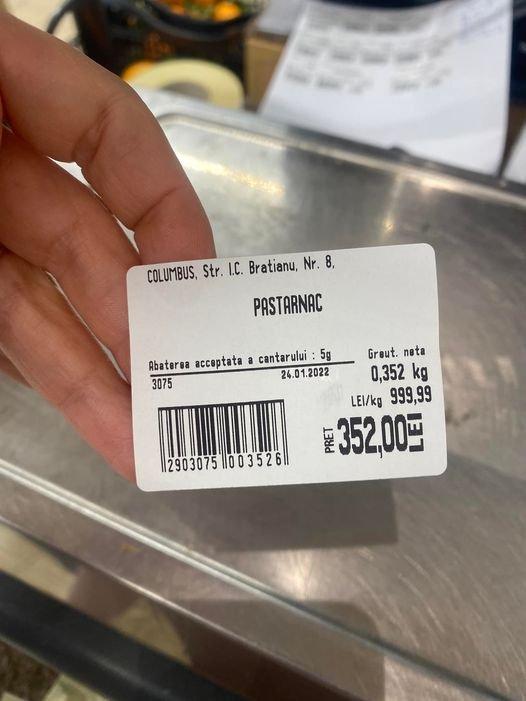 COLUMBUS, Str. I.C. Bratianu, Nr. 8,
PASTARNAC
Abaterea acceptata a cantarului : 5g
Greut. neta
3075
24.01.2022
0,352 kg
LEI/kg 999,99
PRET 352,00 LEI
2903075 003526